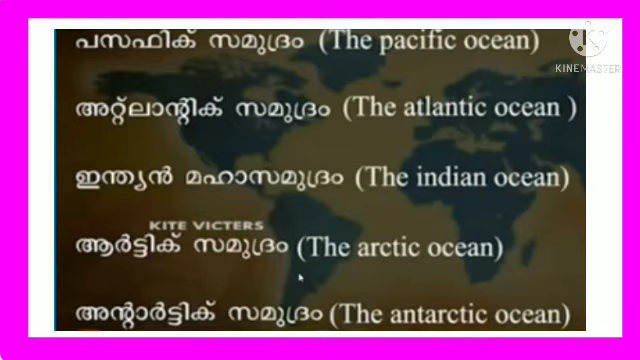 പസഫിക് സമുദ്രം (The pacific ocean)
KINEMASTER
അറ്റ്ലാന്റിക് സമുദ്രം (The atlantic ocean )
ഇന്ത്യൻ മഹാസമുദ്രം (The indian ocean)
KITE VICTERS
ആർട്ടിക് സമുദ്രം (The arctic ocean)
അന്റാർട്ടിക് സമുദ്രം (The antarctic ocean)